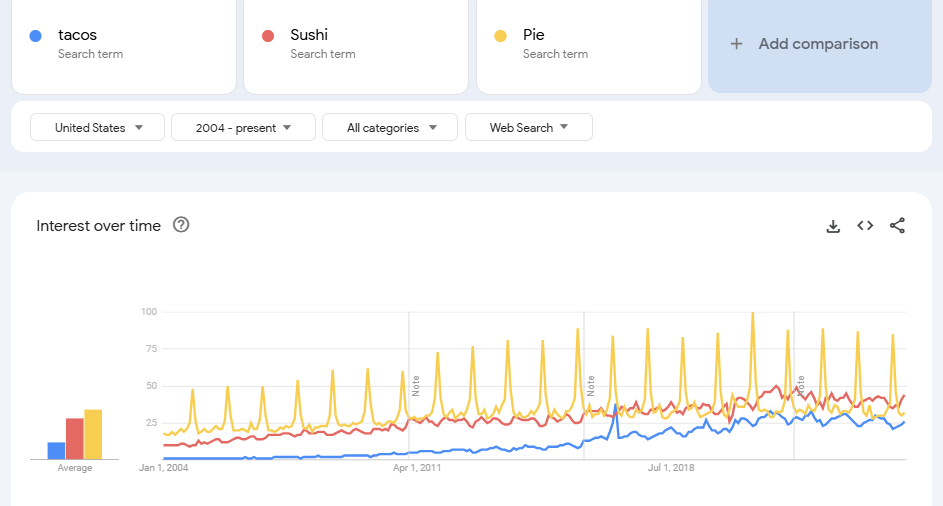 tacos
Search term
Sushi
Search term
Pie
Search term
+ Add comparison
United States
2004 - present
All categories
Web Search
Interest over time
?
100
75
50
25
Note
Note
Note
Average
Jan 1, 2004
Apr 1, 2011
Jul 1, 2018